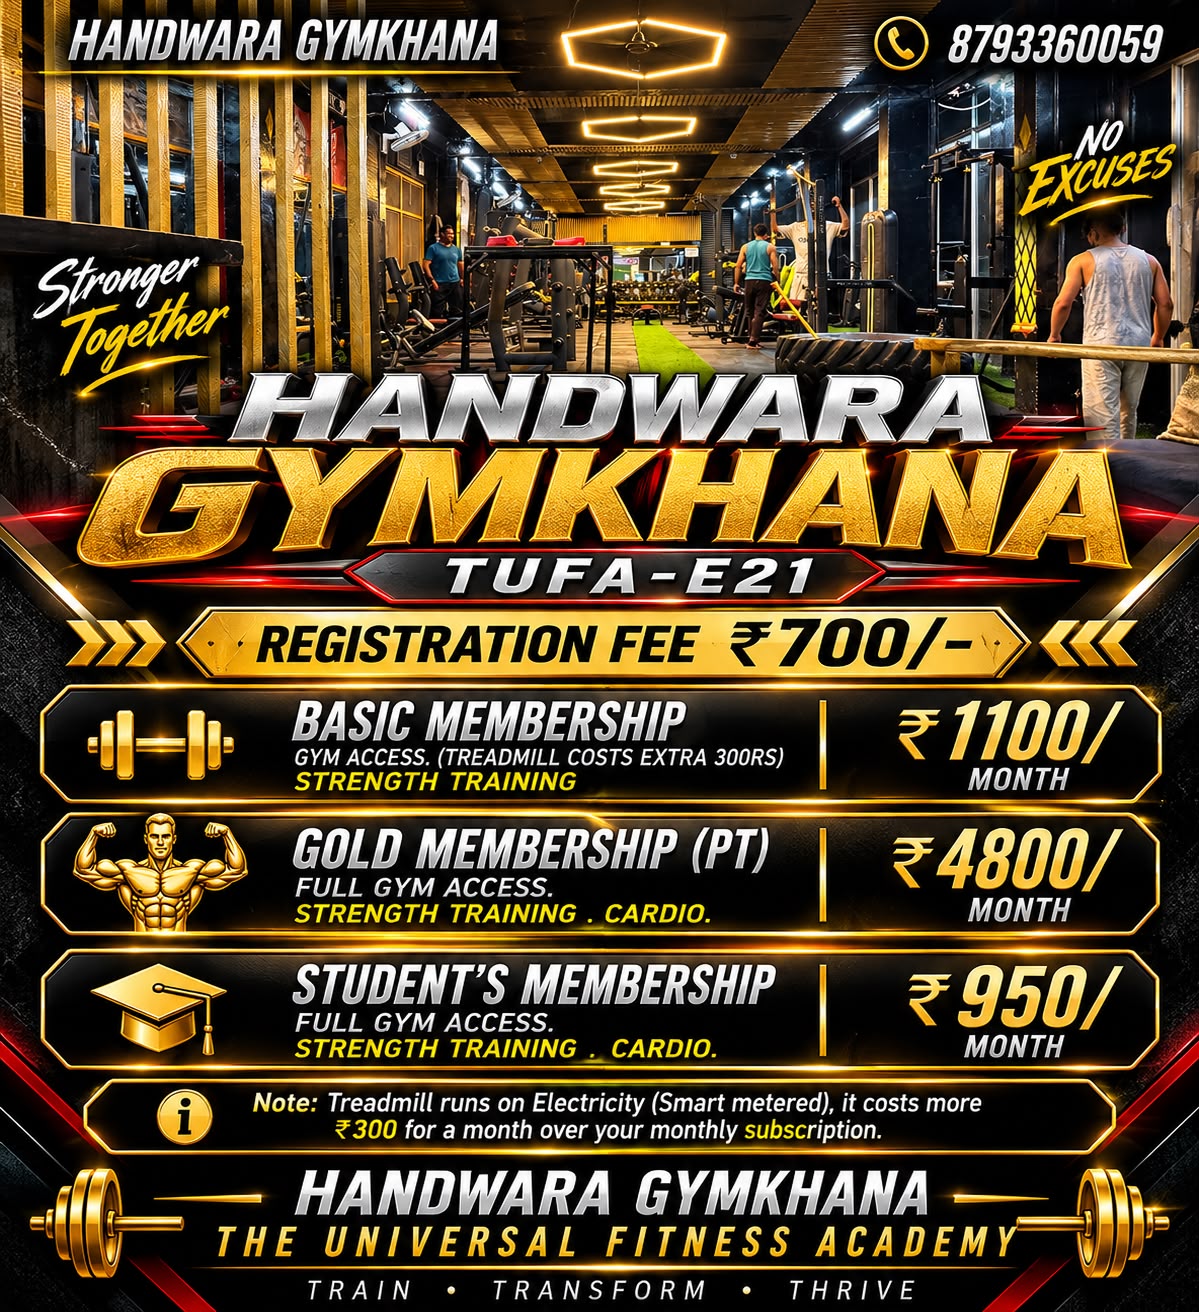 HANDWARA GYMKHANA
8793360059
NO
EXCUSES
Stronger
Together
HANDWARA
GYMKHANA
TUFA-E21
REGISTRATION FEE ₹700/-
BASIC MEMBERSHIP
GYM ACCESS. (TREADMILL COSTS EXTRA 300RS)
STRENGTH TRAINING
₹1100/
MONTH
GOLD MEMBERSHIP (PT)
FULL GYM ACCESS.
STRENGTH TRAINING . CARDIO.
₹4800/
MONTH
STUDENT'S MEMBERSHIP
FULL GYM ACCESS.
STRENGTH TRAINING . CARDIO.
₹950/
MONTH
Note: Treadmill runs on Electricity (Smart metered), it costs more
₹300 for a month over your monthly subscription.
HANDWARA GYMKHANA
THE UNIVERSAL FITNESS ACADEMY
TRAIN • TRANSFORM • THRIVE